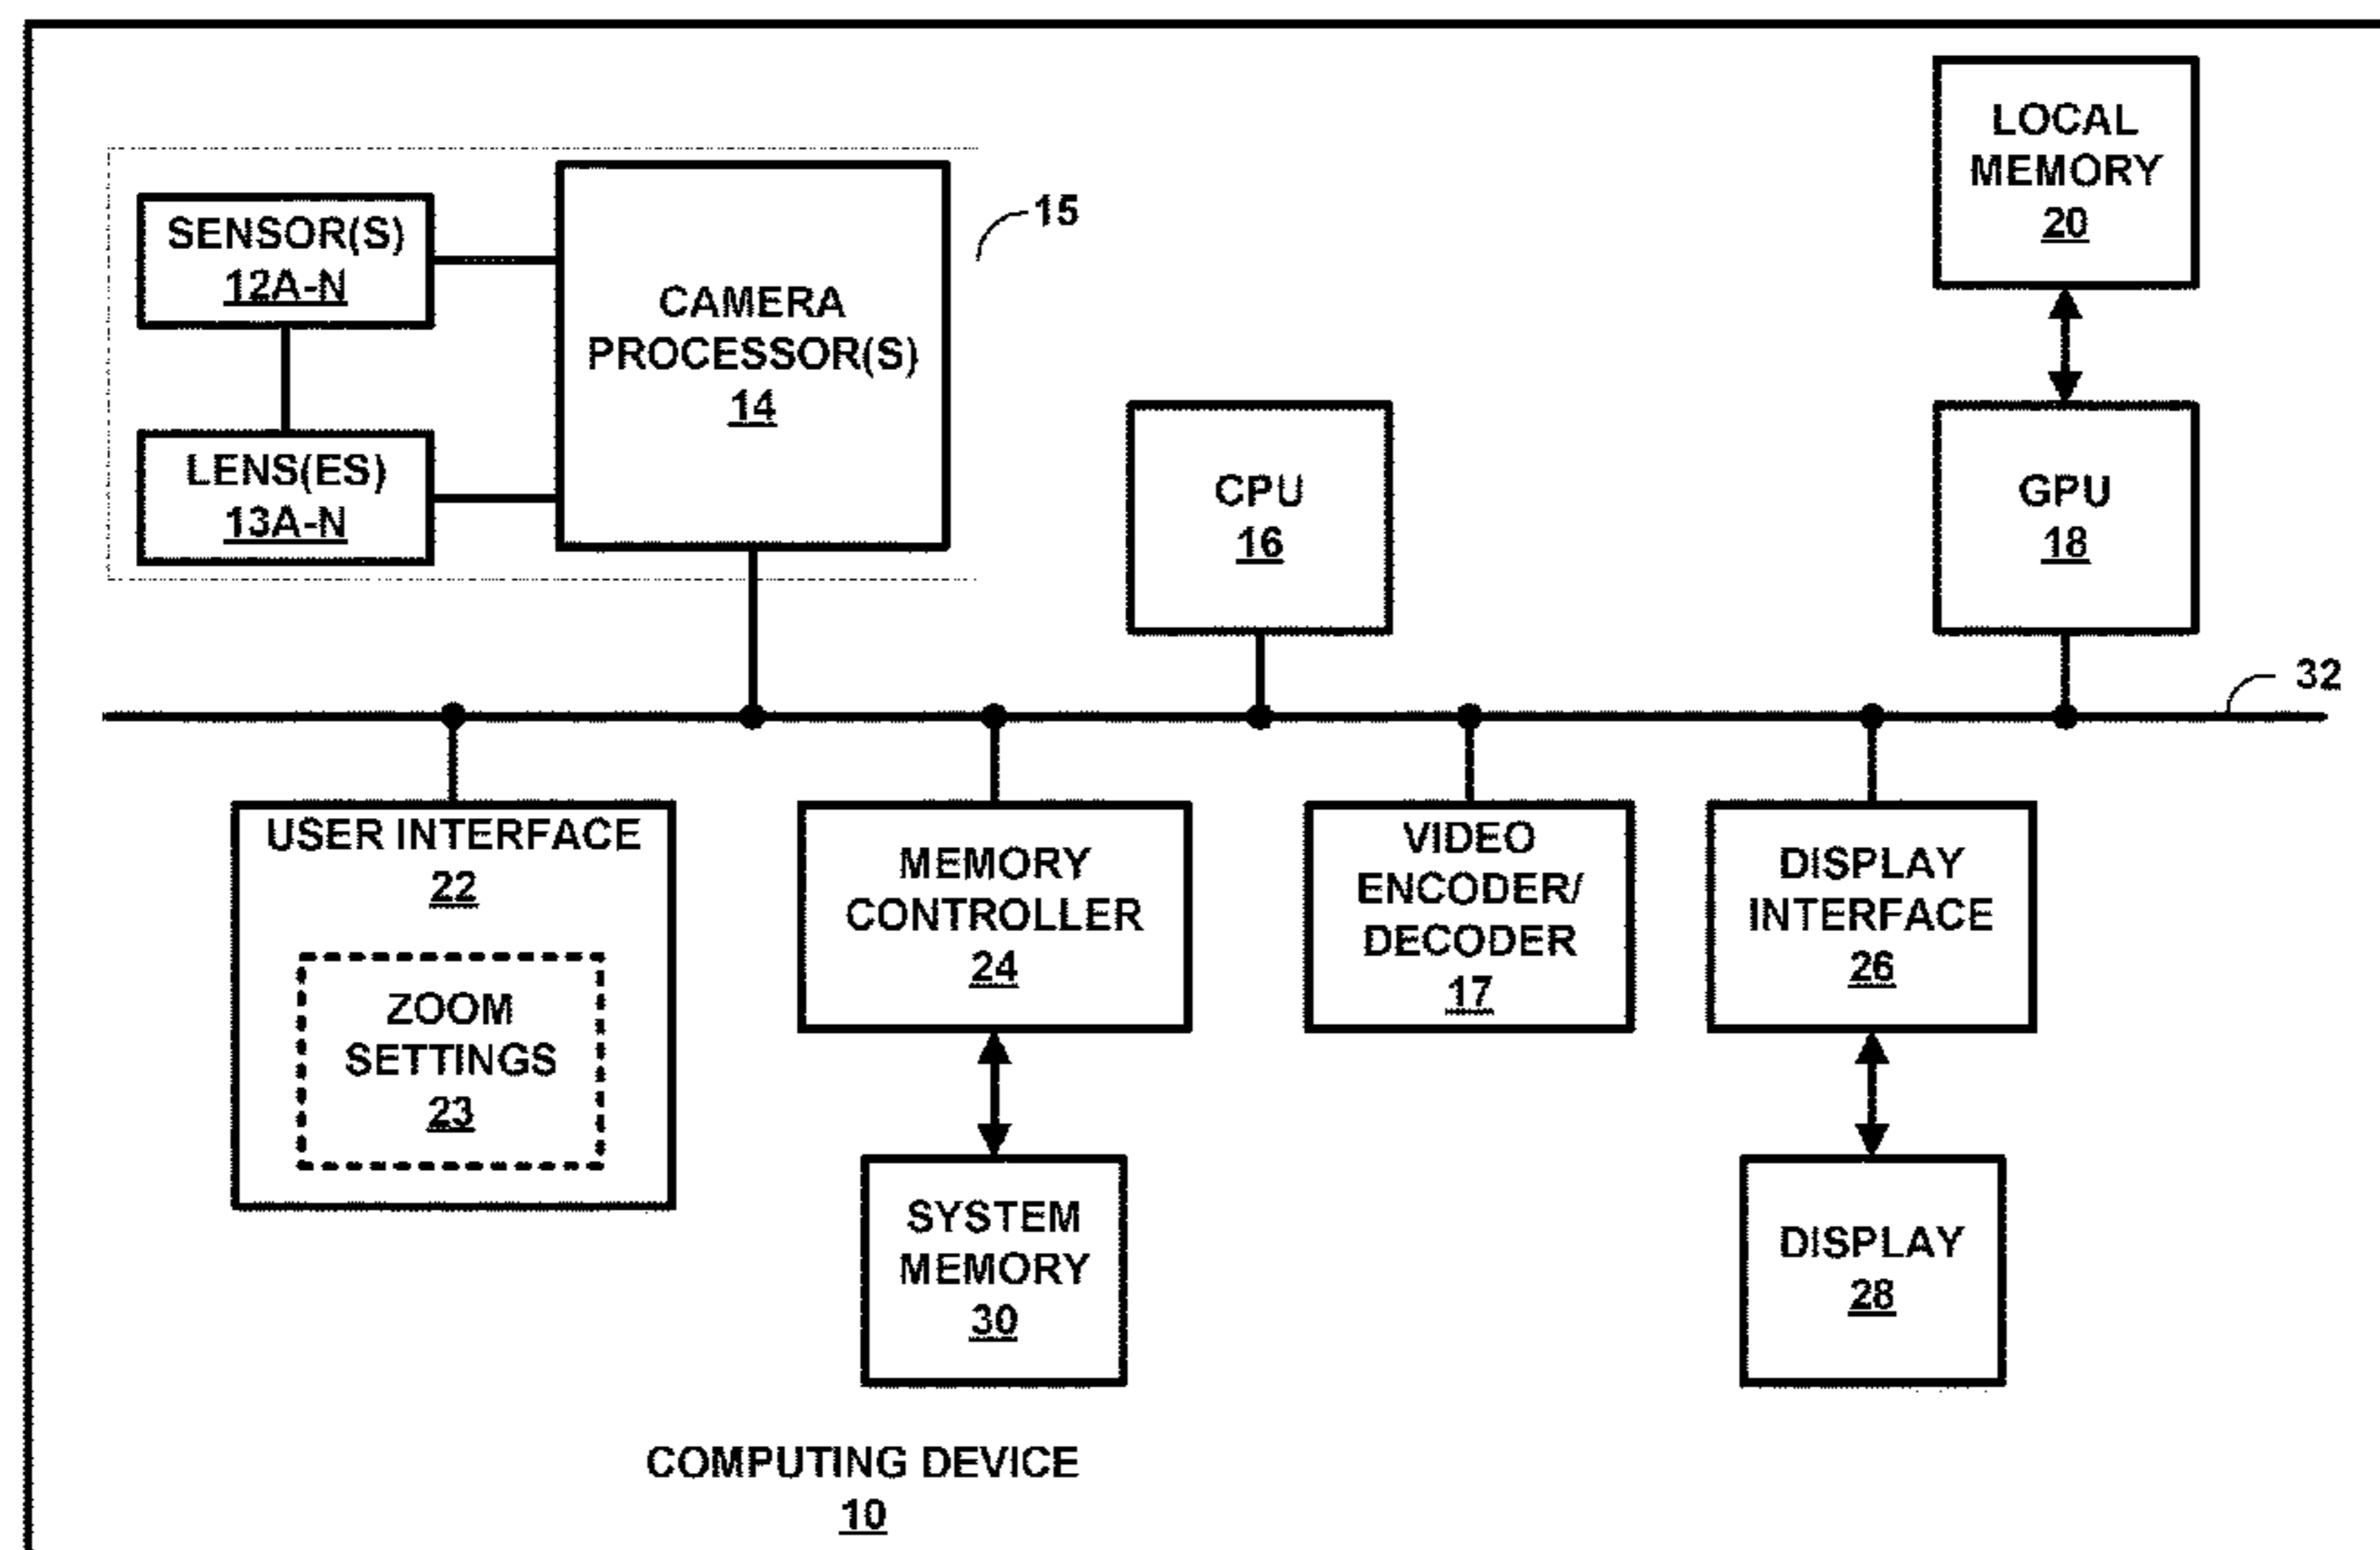 LOCAL
MEMORY
20
15
SENSOR(S)
12A-N
CAMERA
PROCESSOR(S)
14
LENS(ES)
13A-N
CPU
16
GPU
18
32
USER INTERFACE
22
ZOOM
SETTINGS
23
MEMORY
CONTROLLER
24
VIDEO
ENCODER/
DECODER
17
DISPLAY
INTERFACE
26
SYSTEM
MEMORY
30
DISPLAY
28
COMPUTING DEVICE
10